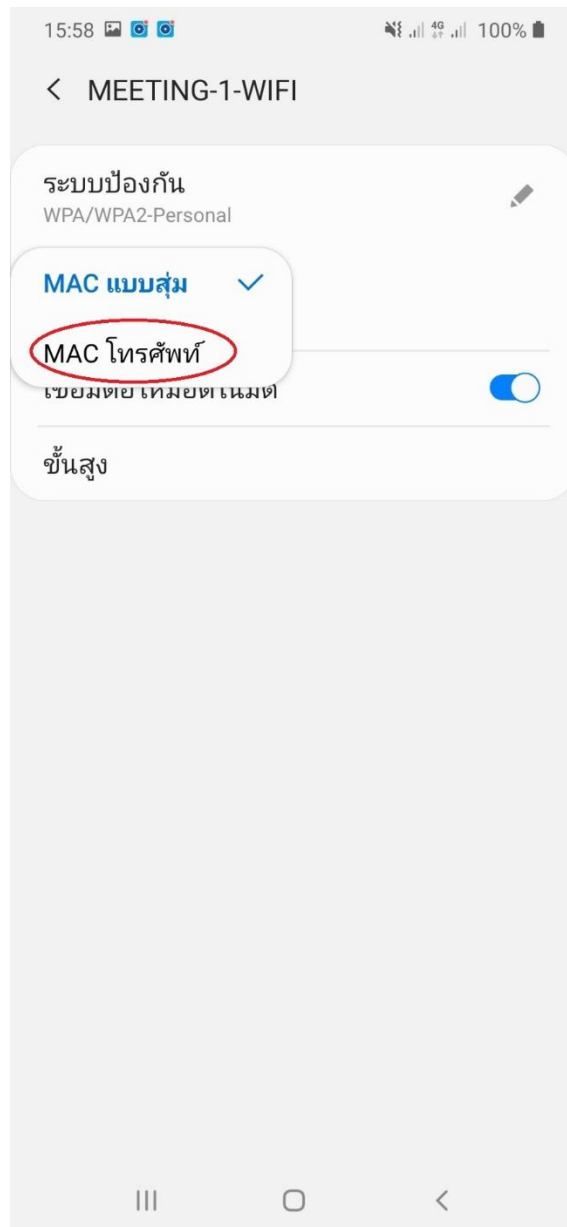 15:58 4G 100%
MEETING-1-WIFI
ระบบป้องกัน
WPA/WPA2-Personal
MAC แบบสุ่ม
MAC โทรศัพท์
ขั้นสูง